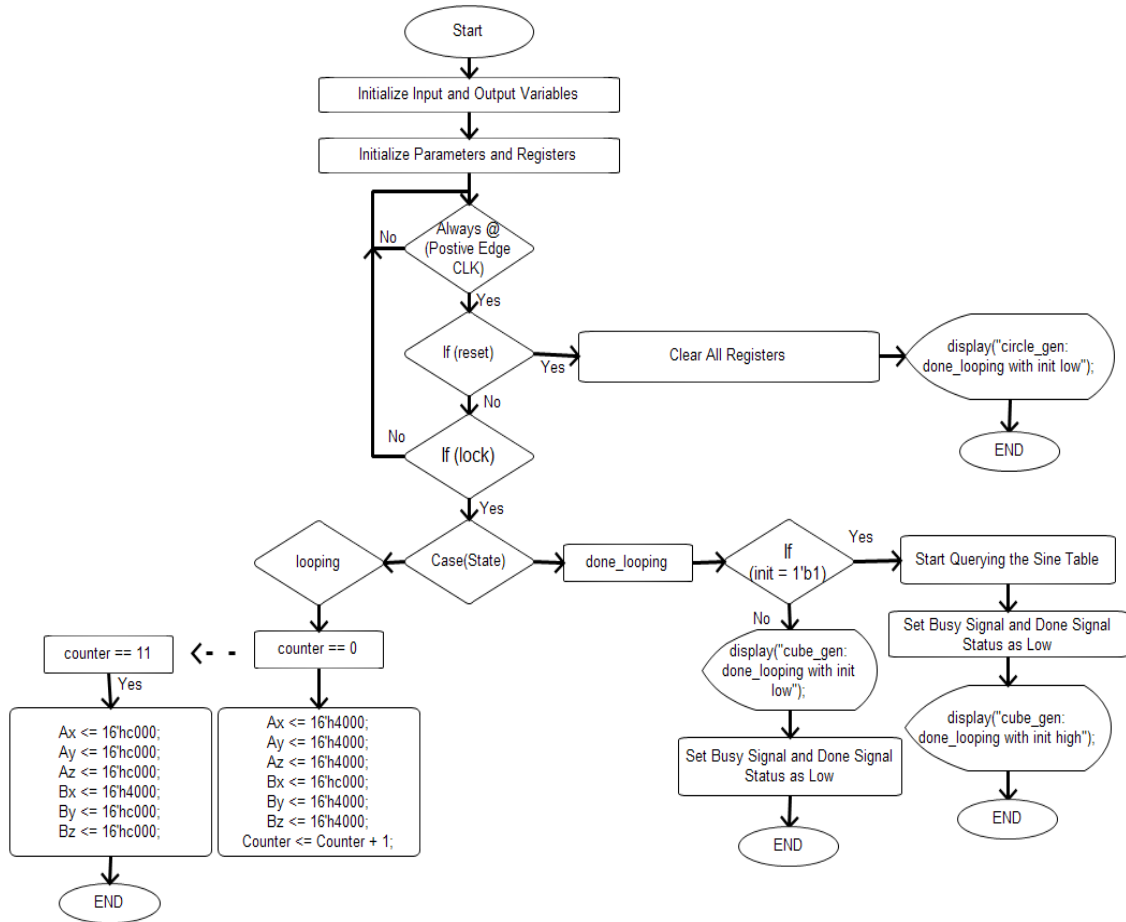 Start
Initialize Input and Output Variables
Initialize Parameters and Registers
Always @
(Postive Edge
CLK)
No
Yes
If (reset)
Yes
Clear All Registers
display("circle_gen:
done_looping with init low");
END
No
If (lock)
No
Yes
Case(State)
looping
done_looping
If
(init = 1'b1)
Yes
Start Querying the Sine Table
Set Busy Signal and Done Signal
Status as Low
display("cube_gen:
done_looping with init high");
END
No
display("cube_gen:
done_looping with init
low");
Set Busy Signal and Done Signal
Status as Low
END
counter == 0
Ax <= 16'h4000;
Ay <= 16'h4000;
Az <= 16'h4000;
Bx <= 16'hc000;
By <= 16'h4000;
Bz <= 16'h4000;
Counter <= Counter + 1;
counter == 11
Yes
Ax <= 16'hc000;
Ay <= 16'hc000;
Az <= 16'hc000;
Bx <= 16'h4000;
By <= 16'hc000;
Bz <= 16'hc000;
END